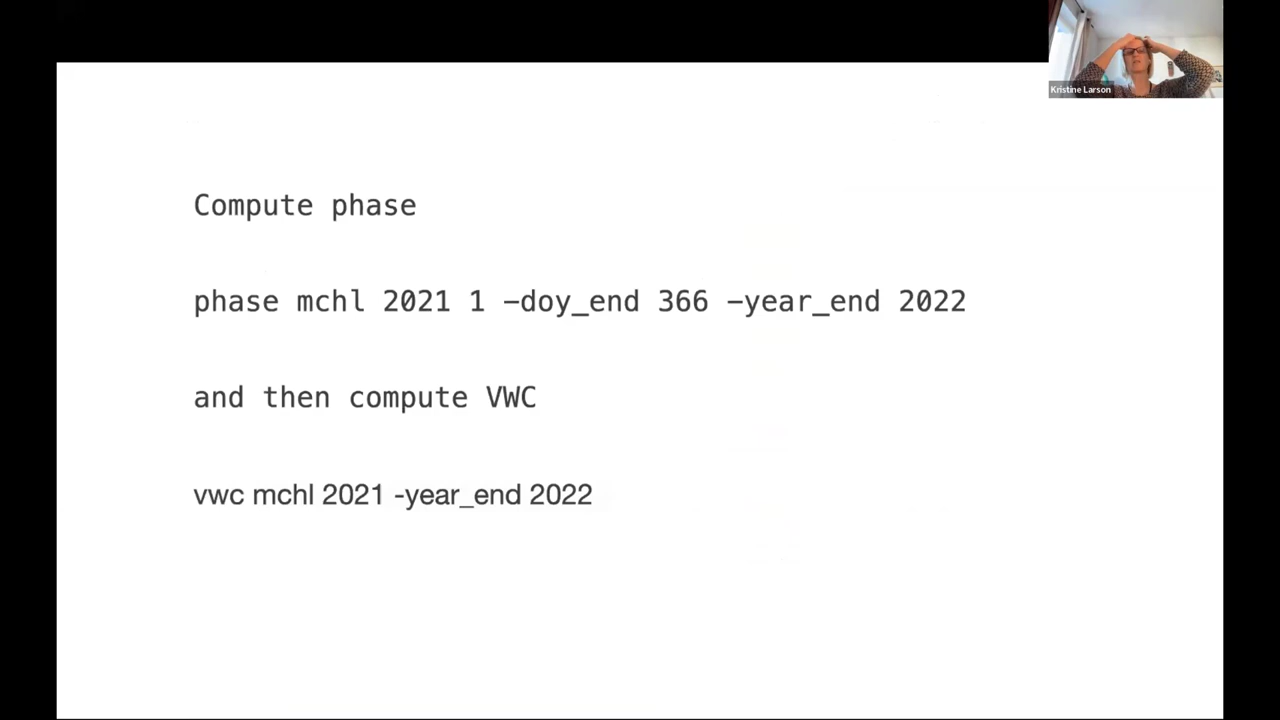 Kristine Larson
Compute phase
phase mchl 2021 1 –doy_end 366 –year_end 2022
and then compute VWC
vwc mchl 2021 -year_end 2022